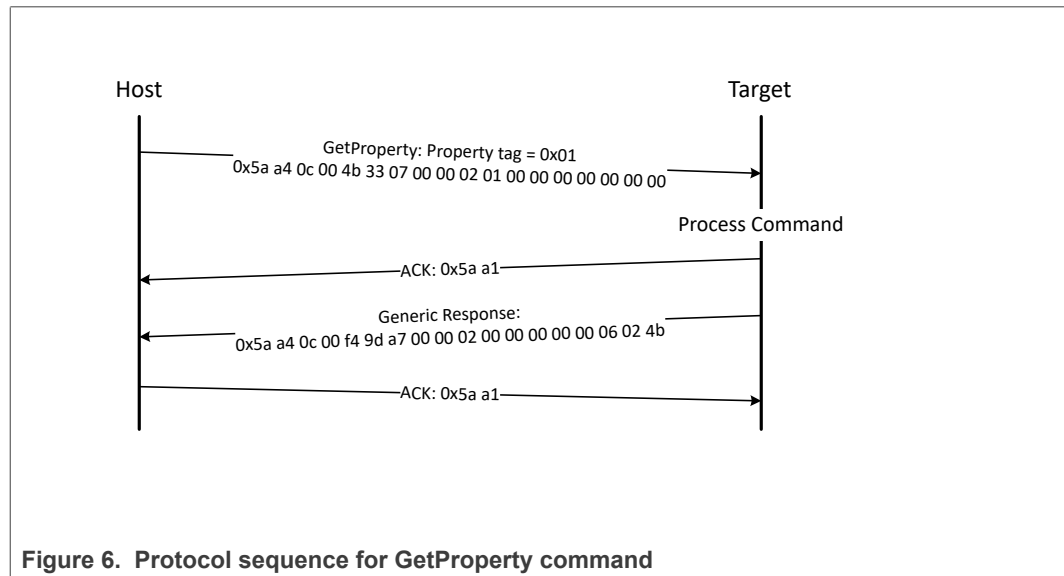 Host
Target
GetProperty: Property tag = 0x01
0x5a a4 0c 00 4b 33 07 00 00 02 01 00 00 00 00 00 00 00
Process Command
ACK: 0x5a a1
Generic Response:
0x5a a4 0c 00 f4 9d a7 00 00 02 00 00 00 00 00 06 02 4b
ACK: 0x5a a1
Figure 6. Protocol sequence for GetProperty command